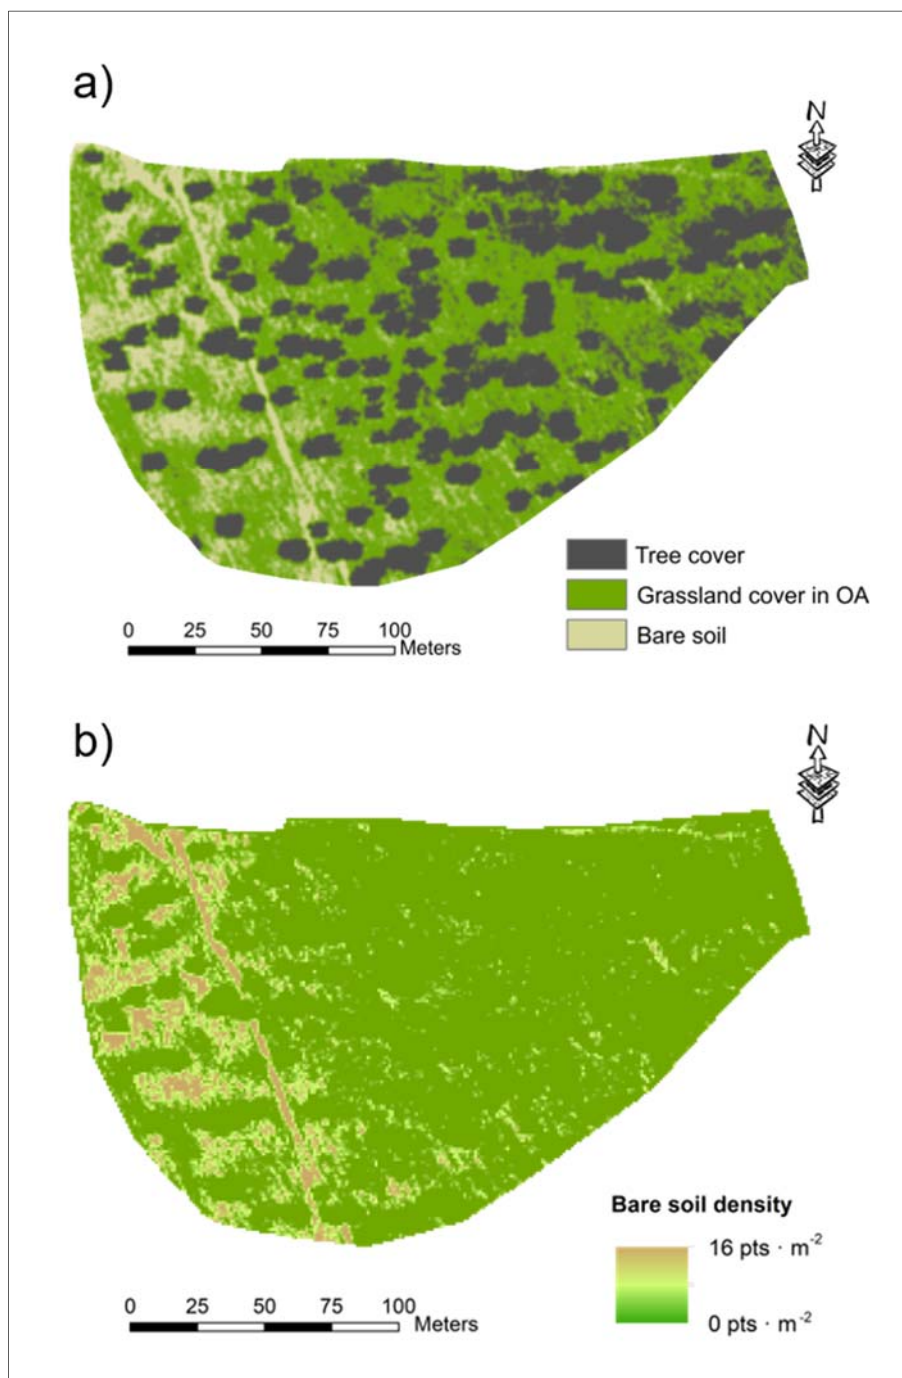 a)
N
Tree cover
Grassland cover in OA
Bare soil
0 25 50 75 100
Meters
b)
N
Bare soil density
16 pts · m⁻²
0 pts · m⁻²
0 25 50 75 100
Meters